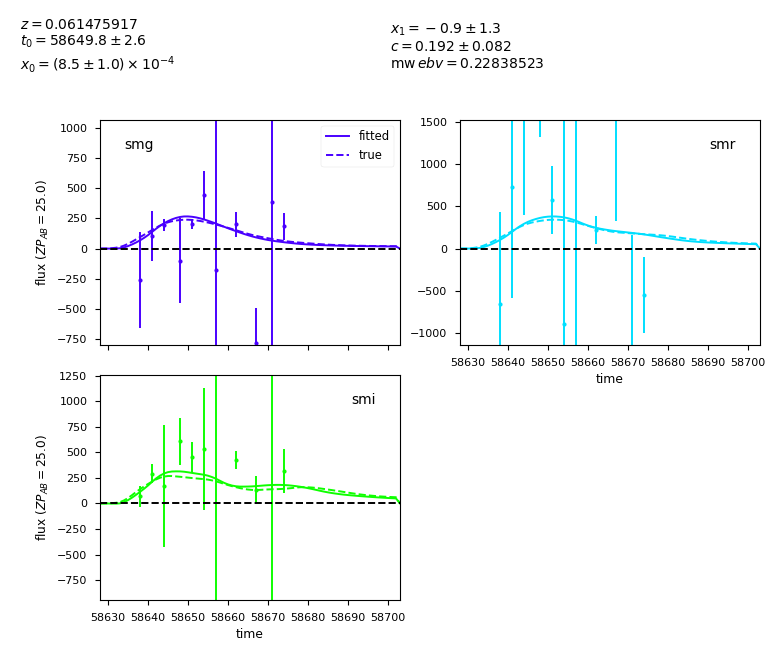 z = 0.061475917
t₀ = 58649.8 ± 2.6
x₀ = (8.5 ± 1.0) × 10⁻⁴
x₁ = −0.9 ± 1.3
c = 0.192 ± 0.082
mw ebv = 0.22838523
smg
fitted
true
1000
750
500
250
0
−250
−500
−750
flux (ZP_AB = 25.0)
smr
1500
1000
500
0
−500
−1000
58630 58640 58650 58660 58670 58680 58690 58700
time
smi
1250
1000
750
500
250
0
−250
−500
−750
flux (ZP_AB = 25.0)
58630 58640 58650 58660 58670 58680 58690 58700
time